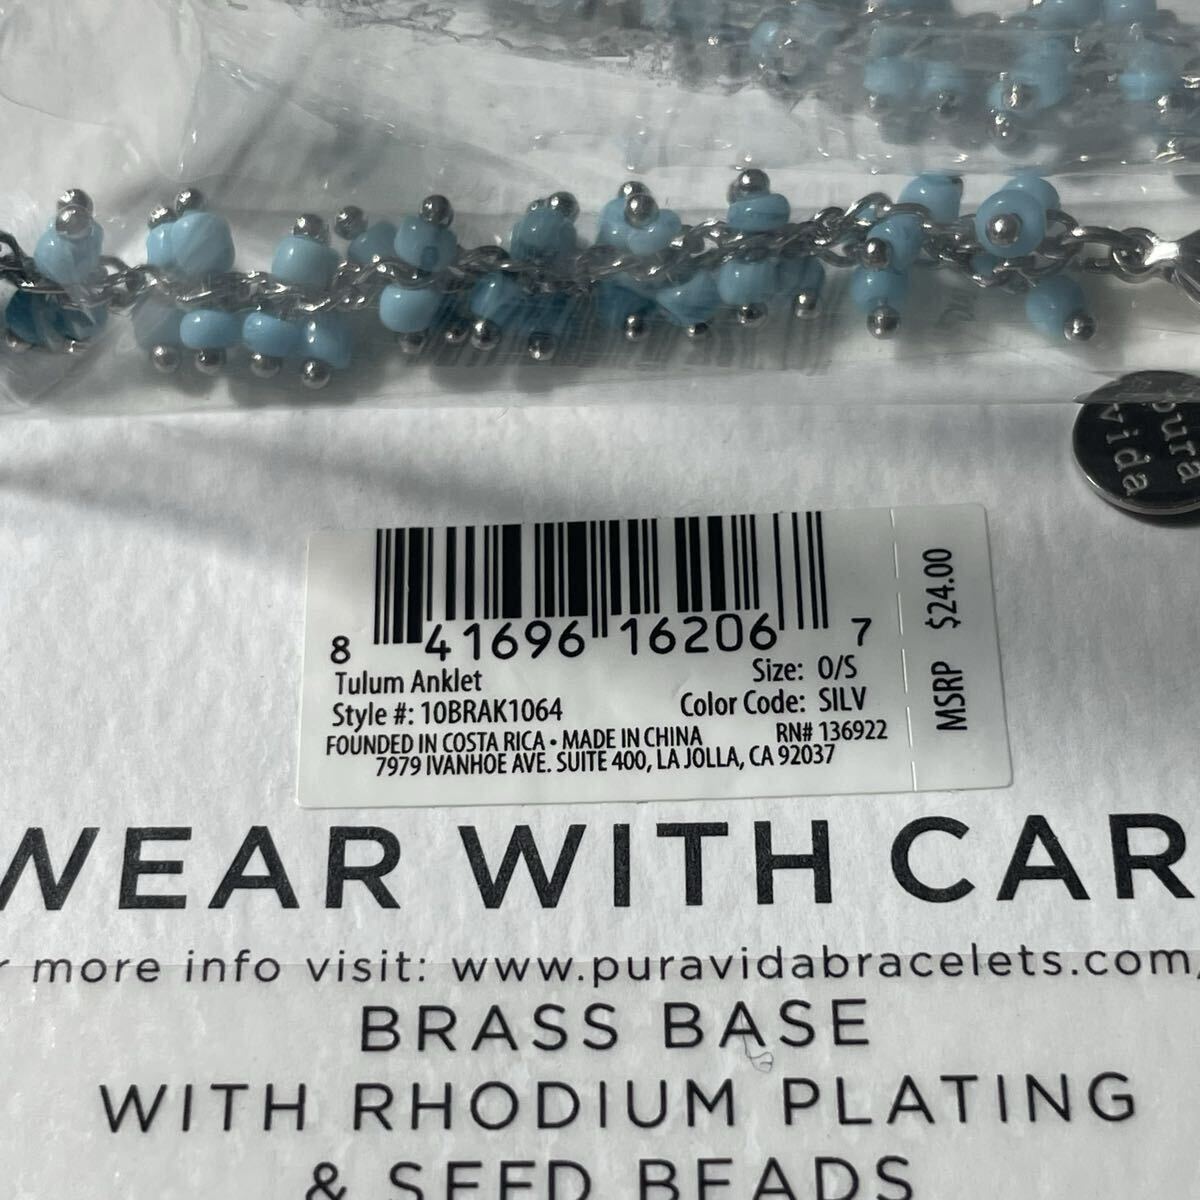 pura
vida
8 41696 16206 7
Tulum Anklet
Size: O/S
Style #: 10BRAK1064
Color Code: SILV
FOUNDED IN COSTA RICA • MADE IN CHINA
RN# 136922
7979 IVANHOE AVE. SUITE 400, LA JOLLA, CA 92037
MSRP $24.00
WEAR WITH CAR
r more info visit: www.puravidabracelets.com/
BRASS BASE
WITH RHODIUM PLATING
& SEED BEADS